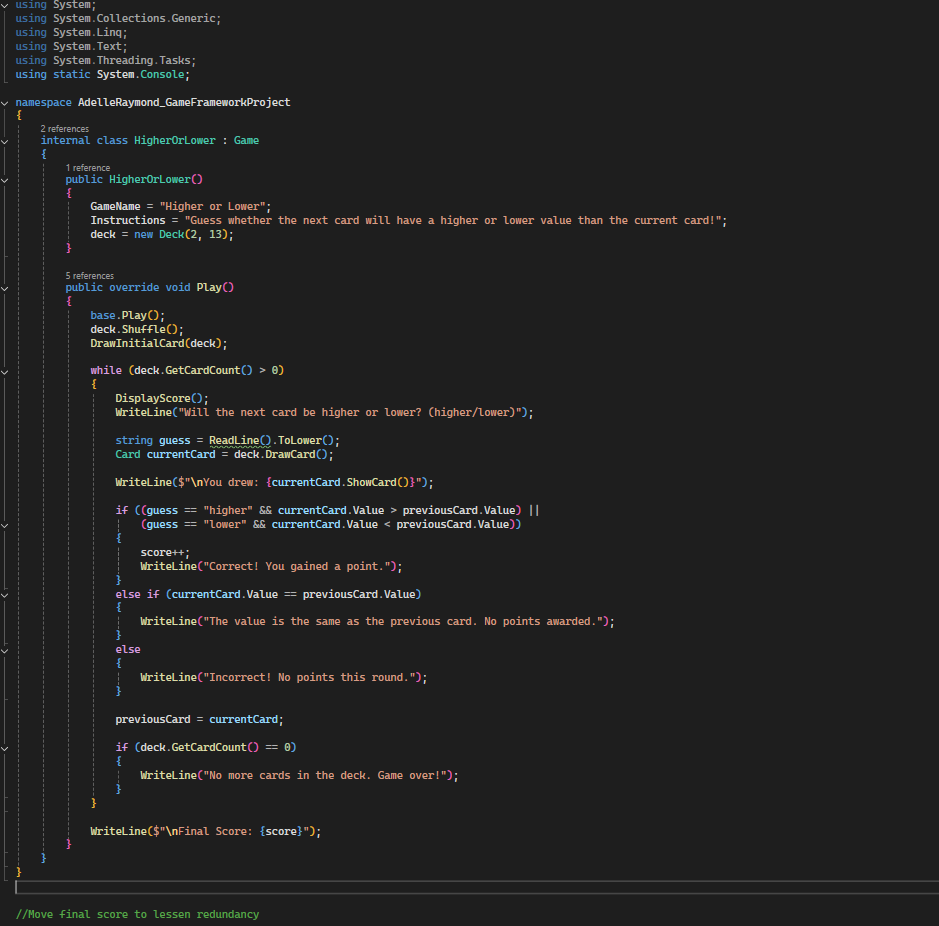 using System;
using System.Collections.Generic;
using System.Linq;
using System.Text;
using System.Threading.Tasks;
using static System.Console;
namespace AdelleRaymond_GameFrameworkProject
{
2 references
internal class HigherOrLower : Game
{
1 reference
public HigherOrLower()
{
GameName = "Higher or Lower";
Instructions = "Guess whether the next card will have a higher or lower value than the current card!";
deck = new Deck(2, 13);
}
5 references
public override void Play()
{
base.Play();
deck.Shuffle();
DrawInitialCard(deck);
while (deck.GetCardCount() > 0)
{
DisplayScore();
WriteLine("Will the next card be higher or lower? (higher/lower)");
string guess = ReadLine().ToLower();
Card currentCard = deck.DrawCard();
WriteLine($"\nYou drew: {currentCard.ShowCard()}");
if ((guess == "higher" && currentCard.Value > previousCard.Value) ||
(guess == "lower" && currentCard.Value < previousCard.Value))
{
score++;
WriteLine("Correct! You gained a point.");
}
else if (currentCard.Value == previousCard.Value)
{
WriteLine("The value is the same as the previous card. No points awarded.");
}
else
{
WriteLine("Incorrect! No points this round.");
}
previousCard = currentCard;
if (deck.GetCardCount() == 0)
{
WriteLine("No more cards in the deck. Game over!");
}
}
WriteLine($"\nFinal Score: {score}");
}
}
}
//Move final score to lessen redundancy